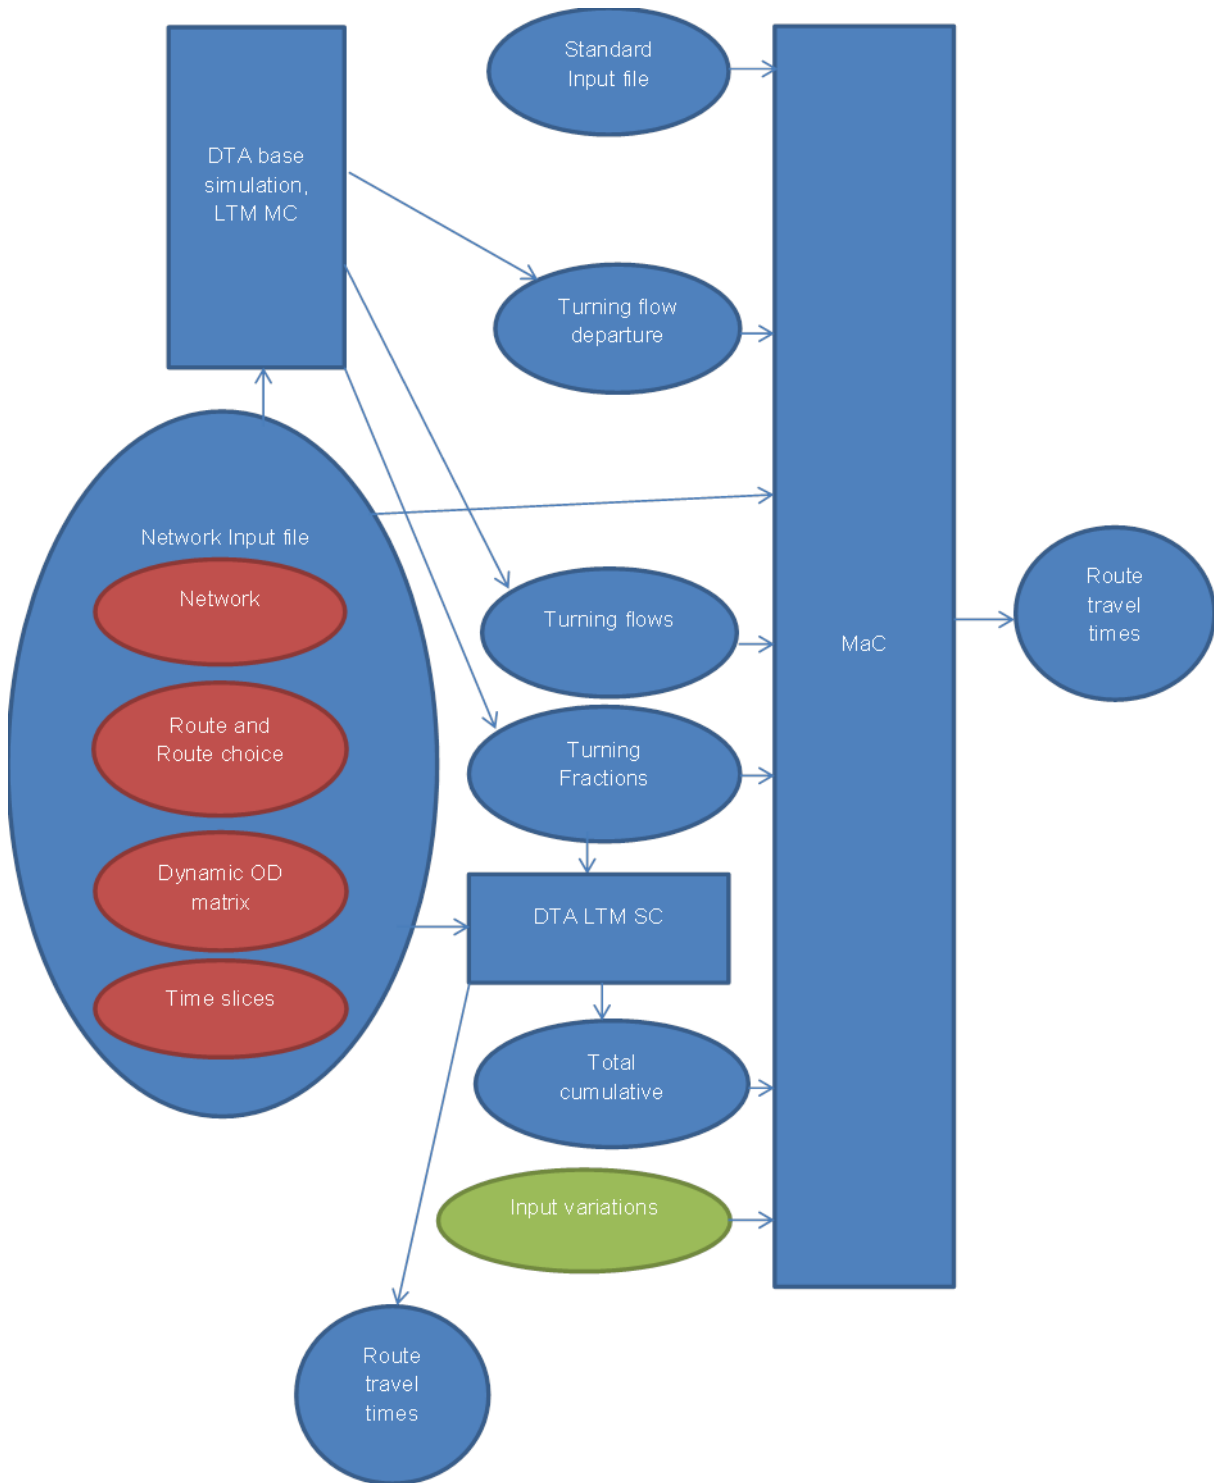 Standard
Input file
DTA base
simulation,
LTM MC
Turning flow
departure
Network Input file
Network
Route and
Route choice
Dynamic OD
matrix
Time slices
Turning flows
Turning
Fractions
DTA LTM SC
Total
cumulative
Input variations
MaC
Route
travel
times
Route
travel
times